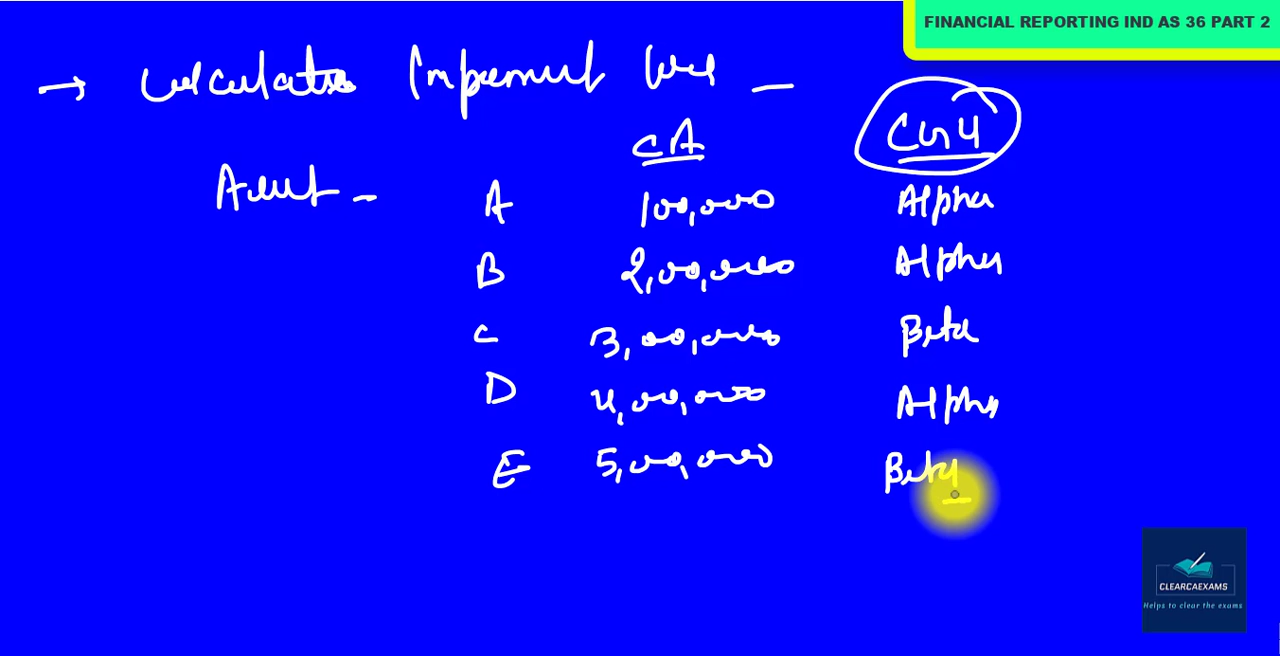 FINANCIAL REPORTING IND AS 36 PART 2
→ Calculate Impairment loss –
CA CGU
Asset – A 100,000 Alpha
B 2,00,000 Alpha
C 3,00,000 Beta
D 4,00,000 Alpha
E 5,00,000 Beta
CLEARCAEXAMS
Helps to clear the exams